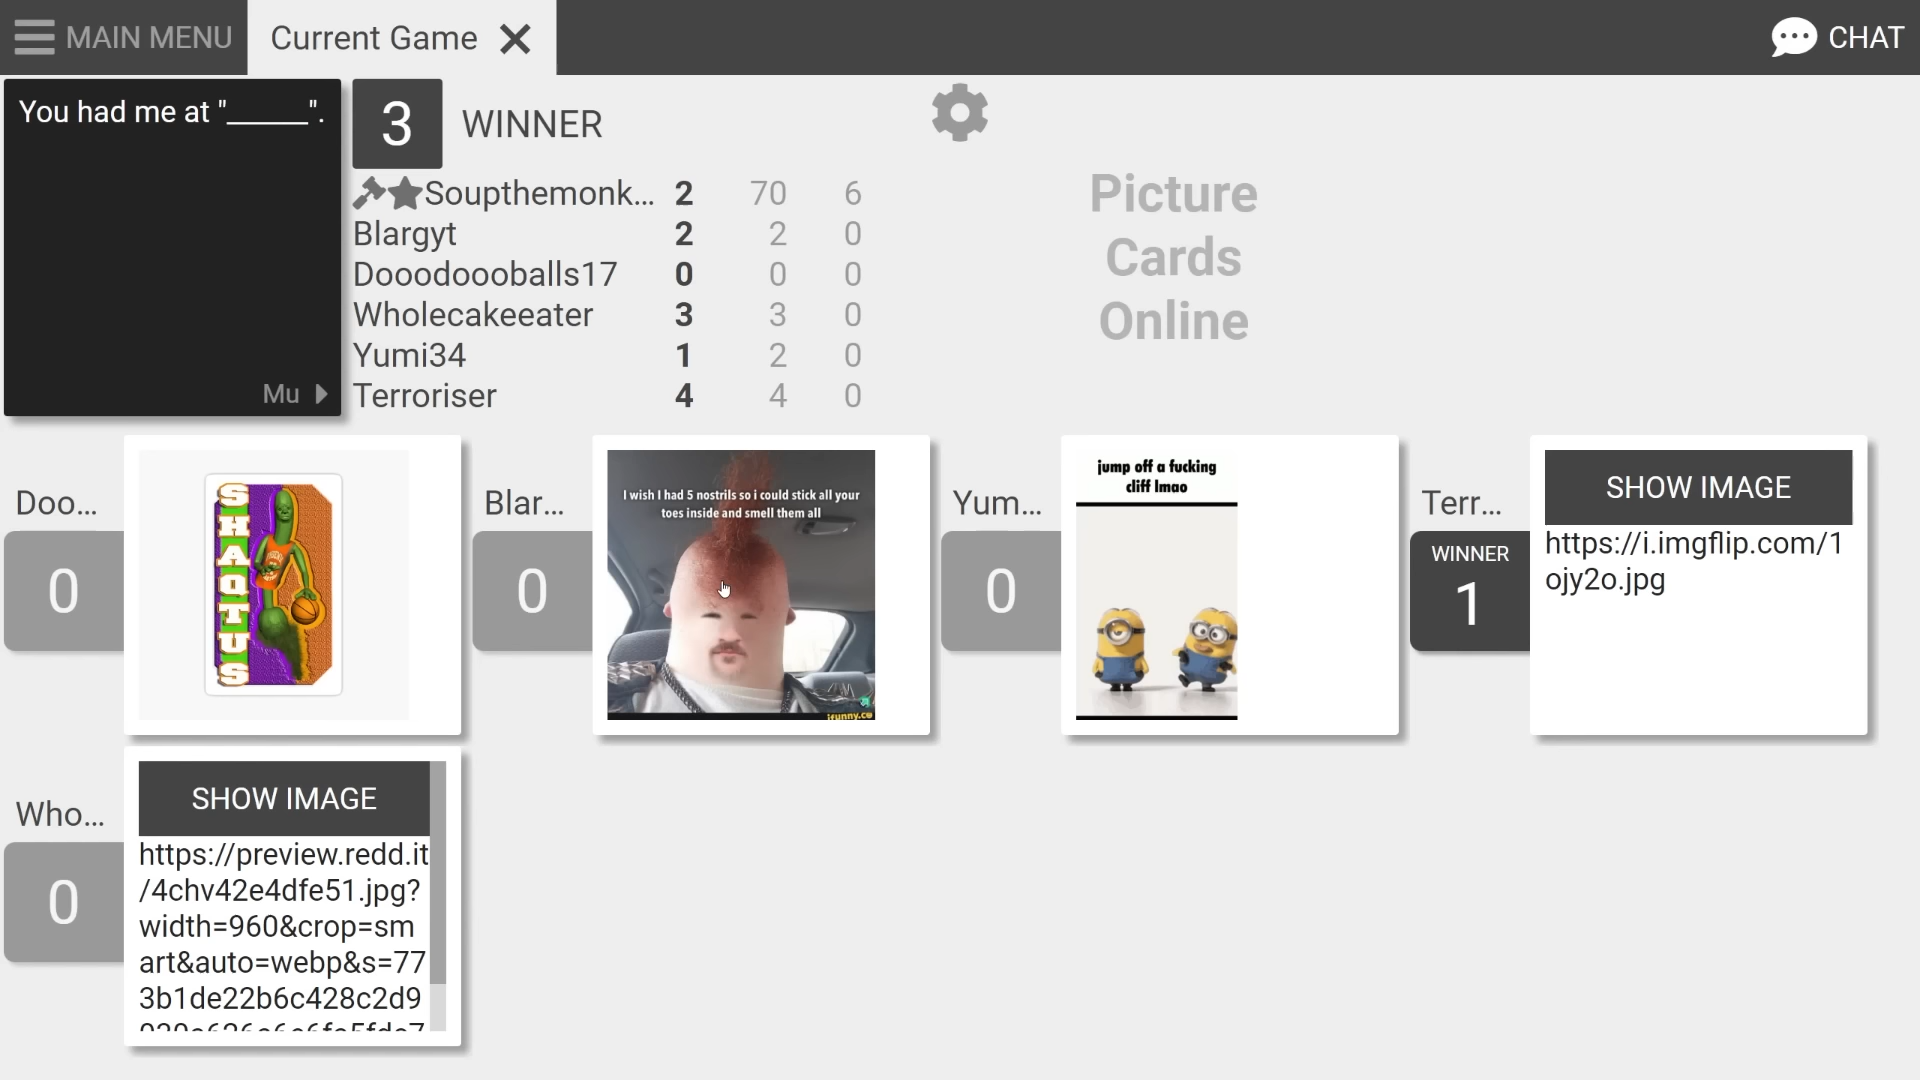 MAIN MENU
Current Game
CHAT
You had me at "______".
Mu
3
WINNER
Soupthemonk... 2 70 6
Blargyt 2 2 0
Dooodoooballs17 0 0 0
Wholecakeeater 3 3 0
Yumi34 1 2 0
Terroriser 4 4 0
Picture
Cards
Online
Doo...
0
SHAQTUS
Blar...
0
I wish I had 5 nostrils so i could stick all your
toes inside and smell them all
ifunny.co
Yum...
0
jump off a fucking
cliff lmao
Terr...
WINNER
1
SHOW IMAGE
https://i.imgflip.com/1
ojy2o.jpg
Who...
0
SHOW IMAGE
https://preview.redd.it
/4chv42e4dfe51.jpg?
width=960&crop=sm
art&auto=webp&s=77
3b1de22b6c428c2d9